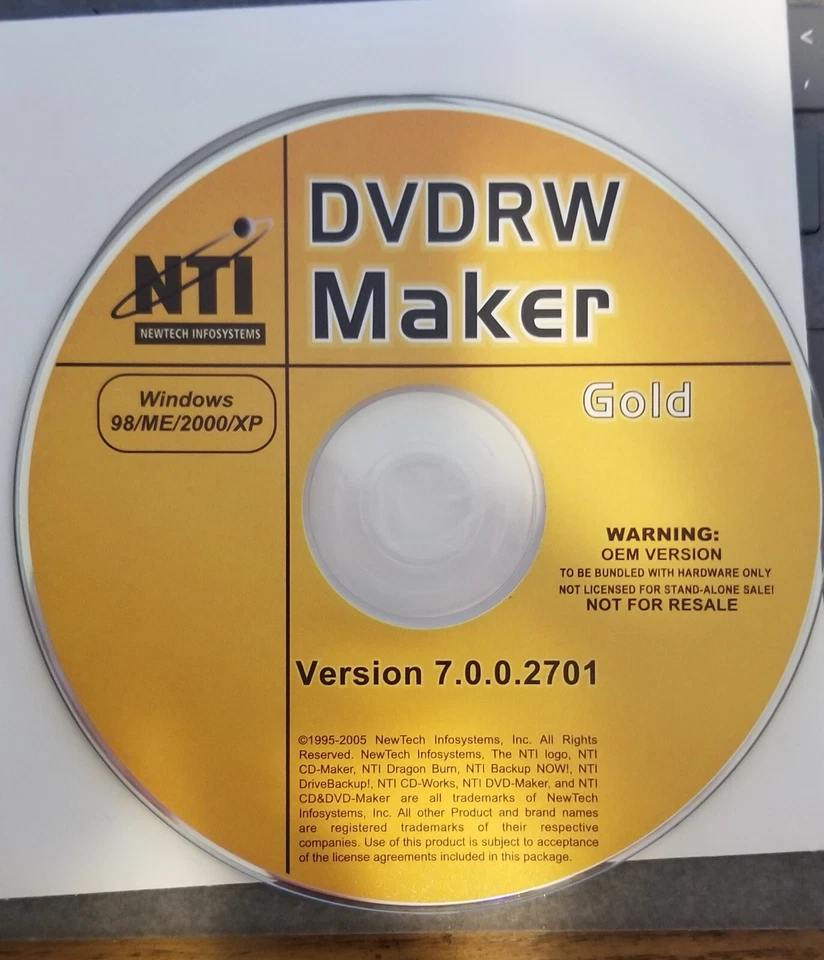 DVDRW
Maker
NTI
NEWTECH INFOSYSTEMS
Windows
98/ME/2000/XP
Gold
WARNING:
OEM VERSION
TO BE BUNDLED WITH HARDWARE ONLY
NOT LICENSED FOR STAND-ALONE SALE!
NOT FOR RESALE
Version 7.0.0.2701
©1995-2005 NewTech Infosystems, Inc. All Rights
Reserved. NewTech Infosystems, The NTI logo, NTI
CD-Maker, NTI Dragon Burn, NTI Backup NOW!, NTI
DriveBackup!, NTI CD-Works, NTI DVD-Maker, and NTI
CD&DVD-Maker are all trademarks of NewTech
Infosystems, Inc. All other Product and brand names
are registered trademarks of their respective
companies. Use of this product is subject to acceptance
of the license agreements included in this package.
<
,